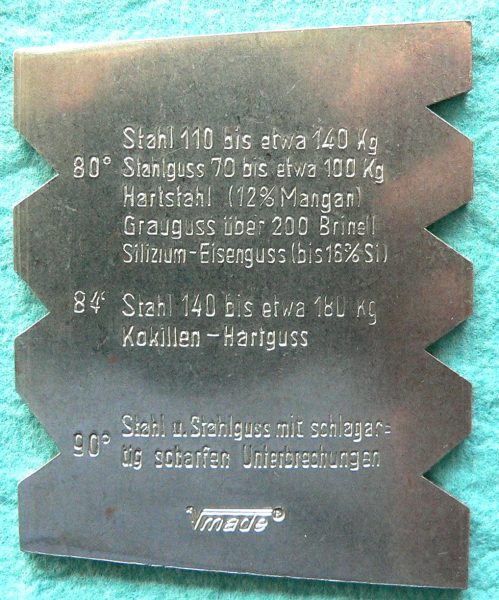 80° Stahl 110 bis etwa 140 Kg
Stahlguss 70 bis etwa 100 Kg
Hartstahl (12% Mangan)
Grauguss über 200 Brinell
Silizium-Eisenguss (bis 16% Si)
84° Stahl 140 bis etwa 180 Kg
Kokillen-Hartguss
90° Stahl u. Stahlguss mit schlagar=
tig scharfen Unterbrechungen
made